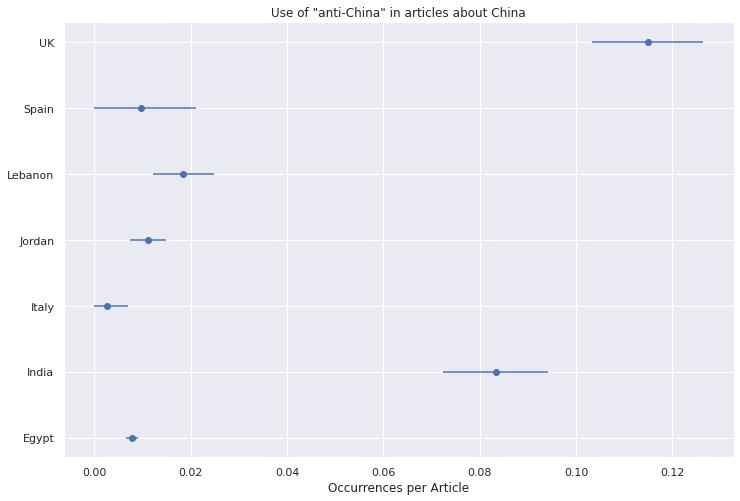 Use of "anti-China" in articles about China
UK
Spain
Lebanon
Jordan
Italy
India
Egypt
0.00 0.02 0.04 0.06 0.08 0.10 0.12
Occurrences per Article